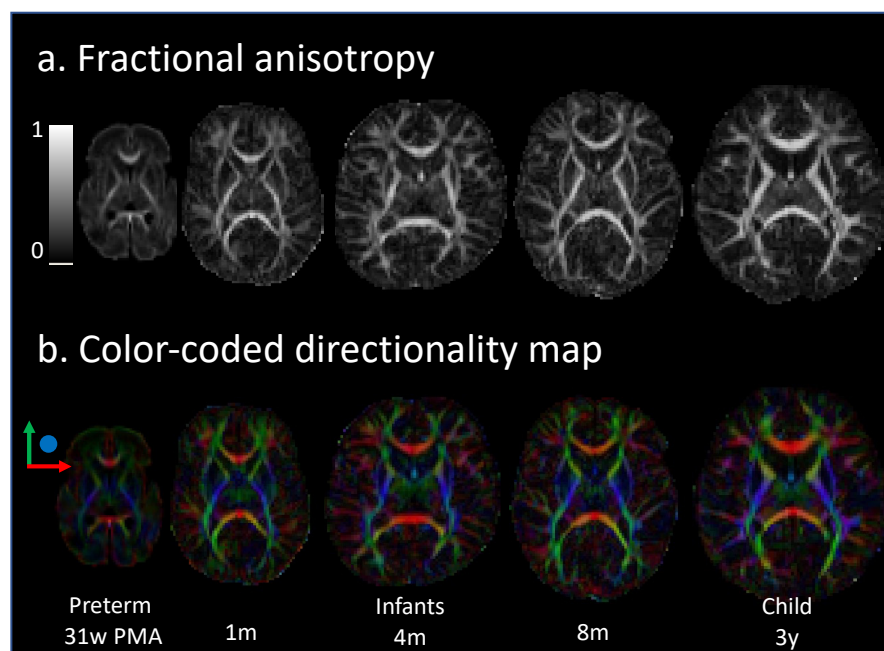 a. Fractional anisotropy
1
0
b. Color-coded directionality map
Preterm
31w PMA
1m
Infants
4m
8m
Child
3y